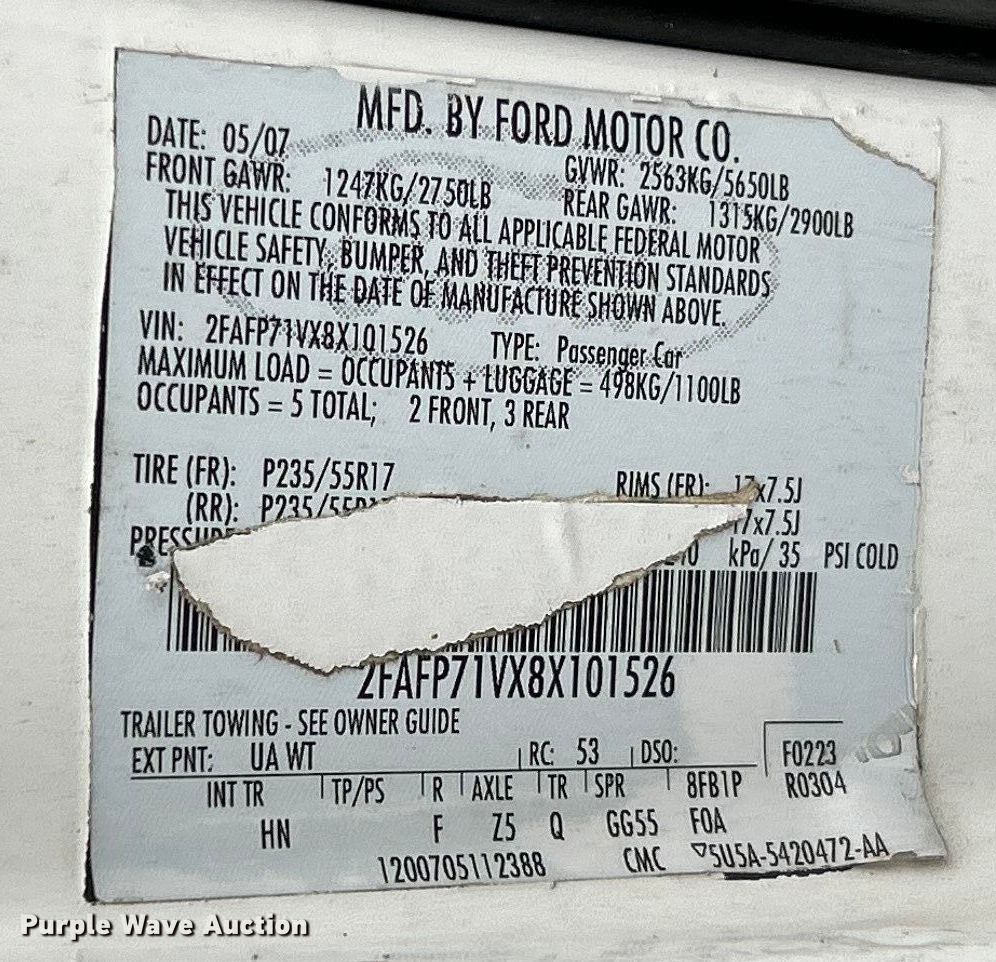 MFD. BY FORD MOTOR CO.
DATE: 05/07 GVWR: 2563KG/5650LB
FRONT GAWR: 1247KG/2750LB REAR GAWR: 1315KG/2900LB
THIS VEHICLE CONFORMS TO ALL APPLICABLE FEDERAL MOTOR
VEHICLE SAFETY, BUMPER, AND THEFT PREVENTION STANDARDS
IN EFFECT ON THE DATE OF MANUFACTURE SHOWN ABOVE.
VIN: 2FAFP71VX8X101526 TYPE: Passenger Car
MAXIMUM LOAD = OCCUPANTS + LUGGAGE = 498KG/1100LB
OCCUPANTS = 5 TOTAL; 2 FRONT, 3 REAR
TIRE (FR): P235/55R17 RIMS (FR): 17x7.5J
(RR): 17x7.5J
kPa/ 35 PSI COLD
2FAFP71VX8X101526
TRAILER TOWING - SEE OWNER GUIDE
EXT PNT: UA WT RC: 53 DSO: F0223
INT TR TP/PS R AXLE TR SPR 8FB1P R0304
HN F Z5 Q GG55 FOA
1200705112388 CMC ▽5U5A-5420472-AA
Purple Wave Auction